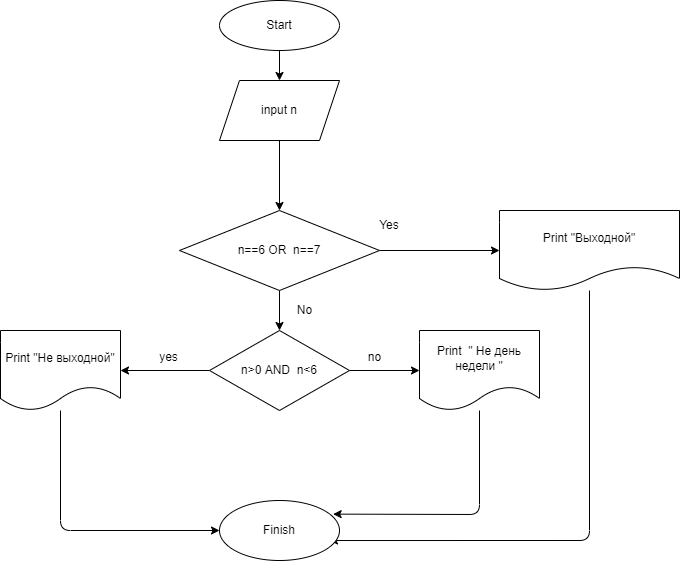 Start
input n
n==6 OR  n==7
Yes
Print "Выходной"
No
n>0 AND  n<6
yes
Print "Не выходной"
no
Print  " Не день
недели "
Finish